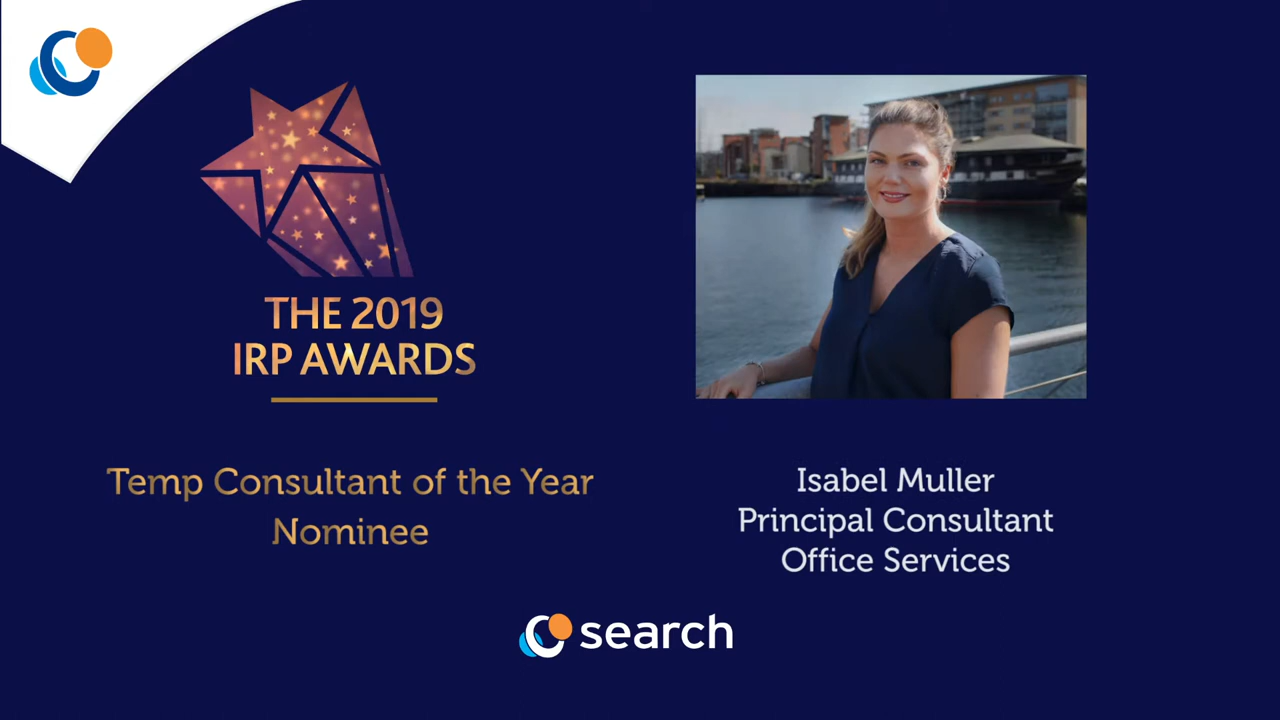 THE 2019
IRP AWARDS
Temp Consultant of the Year
Nominee
Isabel Muller
Principal Consultant
Office Services
search